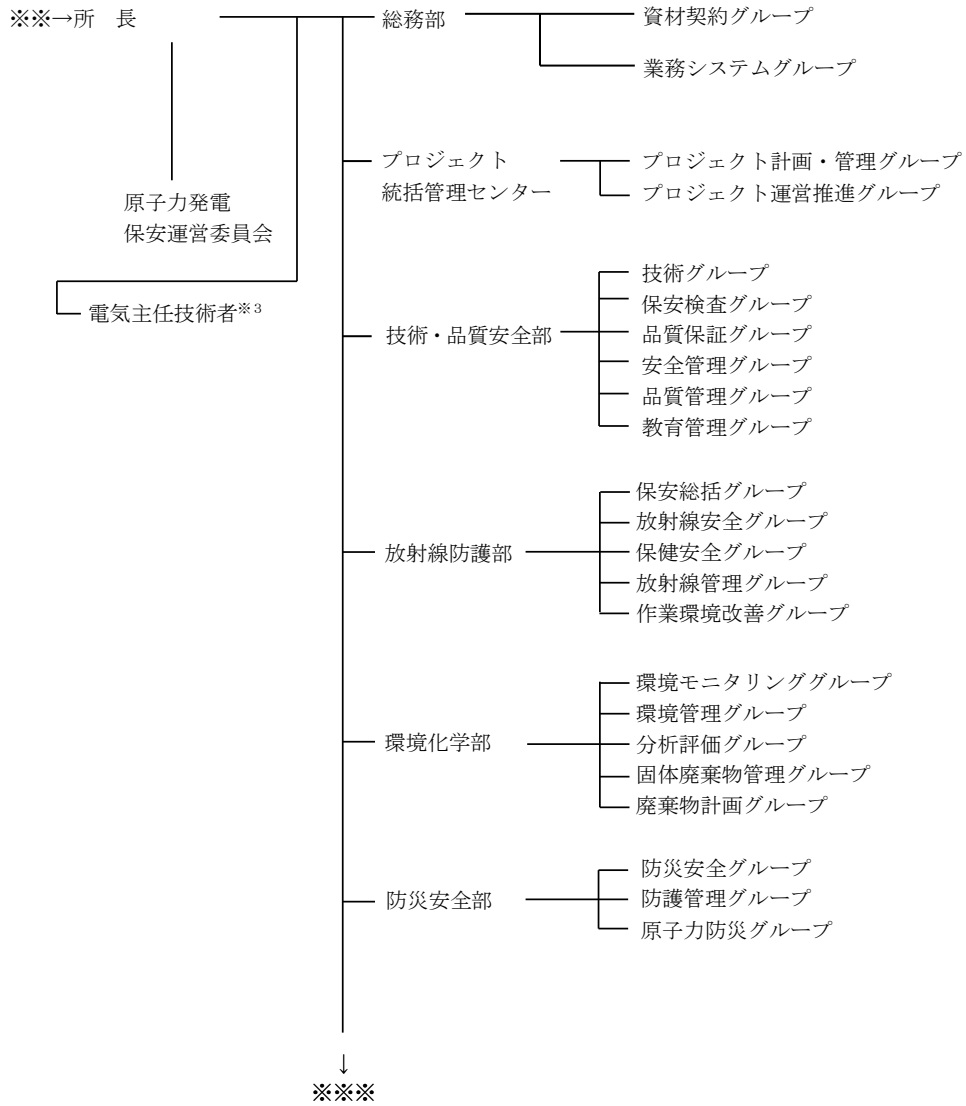 ※※→所　長
総務部
資材契約グループ
業務システムグループ
原子力発電
保安運営委員会
電気主任技術者※3
プロジェクト
統括管理センター
プロジェクト計画・管理グループ
プロジェクト運営推進グループ
技術・品質安全部
技術グループ
保安検査グループ
品質保証グループ
安全管理グループ
品質管理グループ
教育管理グループ
放射線防護部
保安総括グループ
放射線安全グループ
保健安全グループ
放射線管理グループ
作業環境改善グループ
環境化学部
環境モニタリンググループ
環境管理グループ
分析評価グループ
固体廃棄物管理グループ
廃棄物計画グループ
防災安全部
防災安全グループ
防護管理グループ
原子力防災グループ
↓
※※※